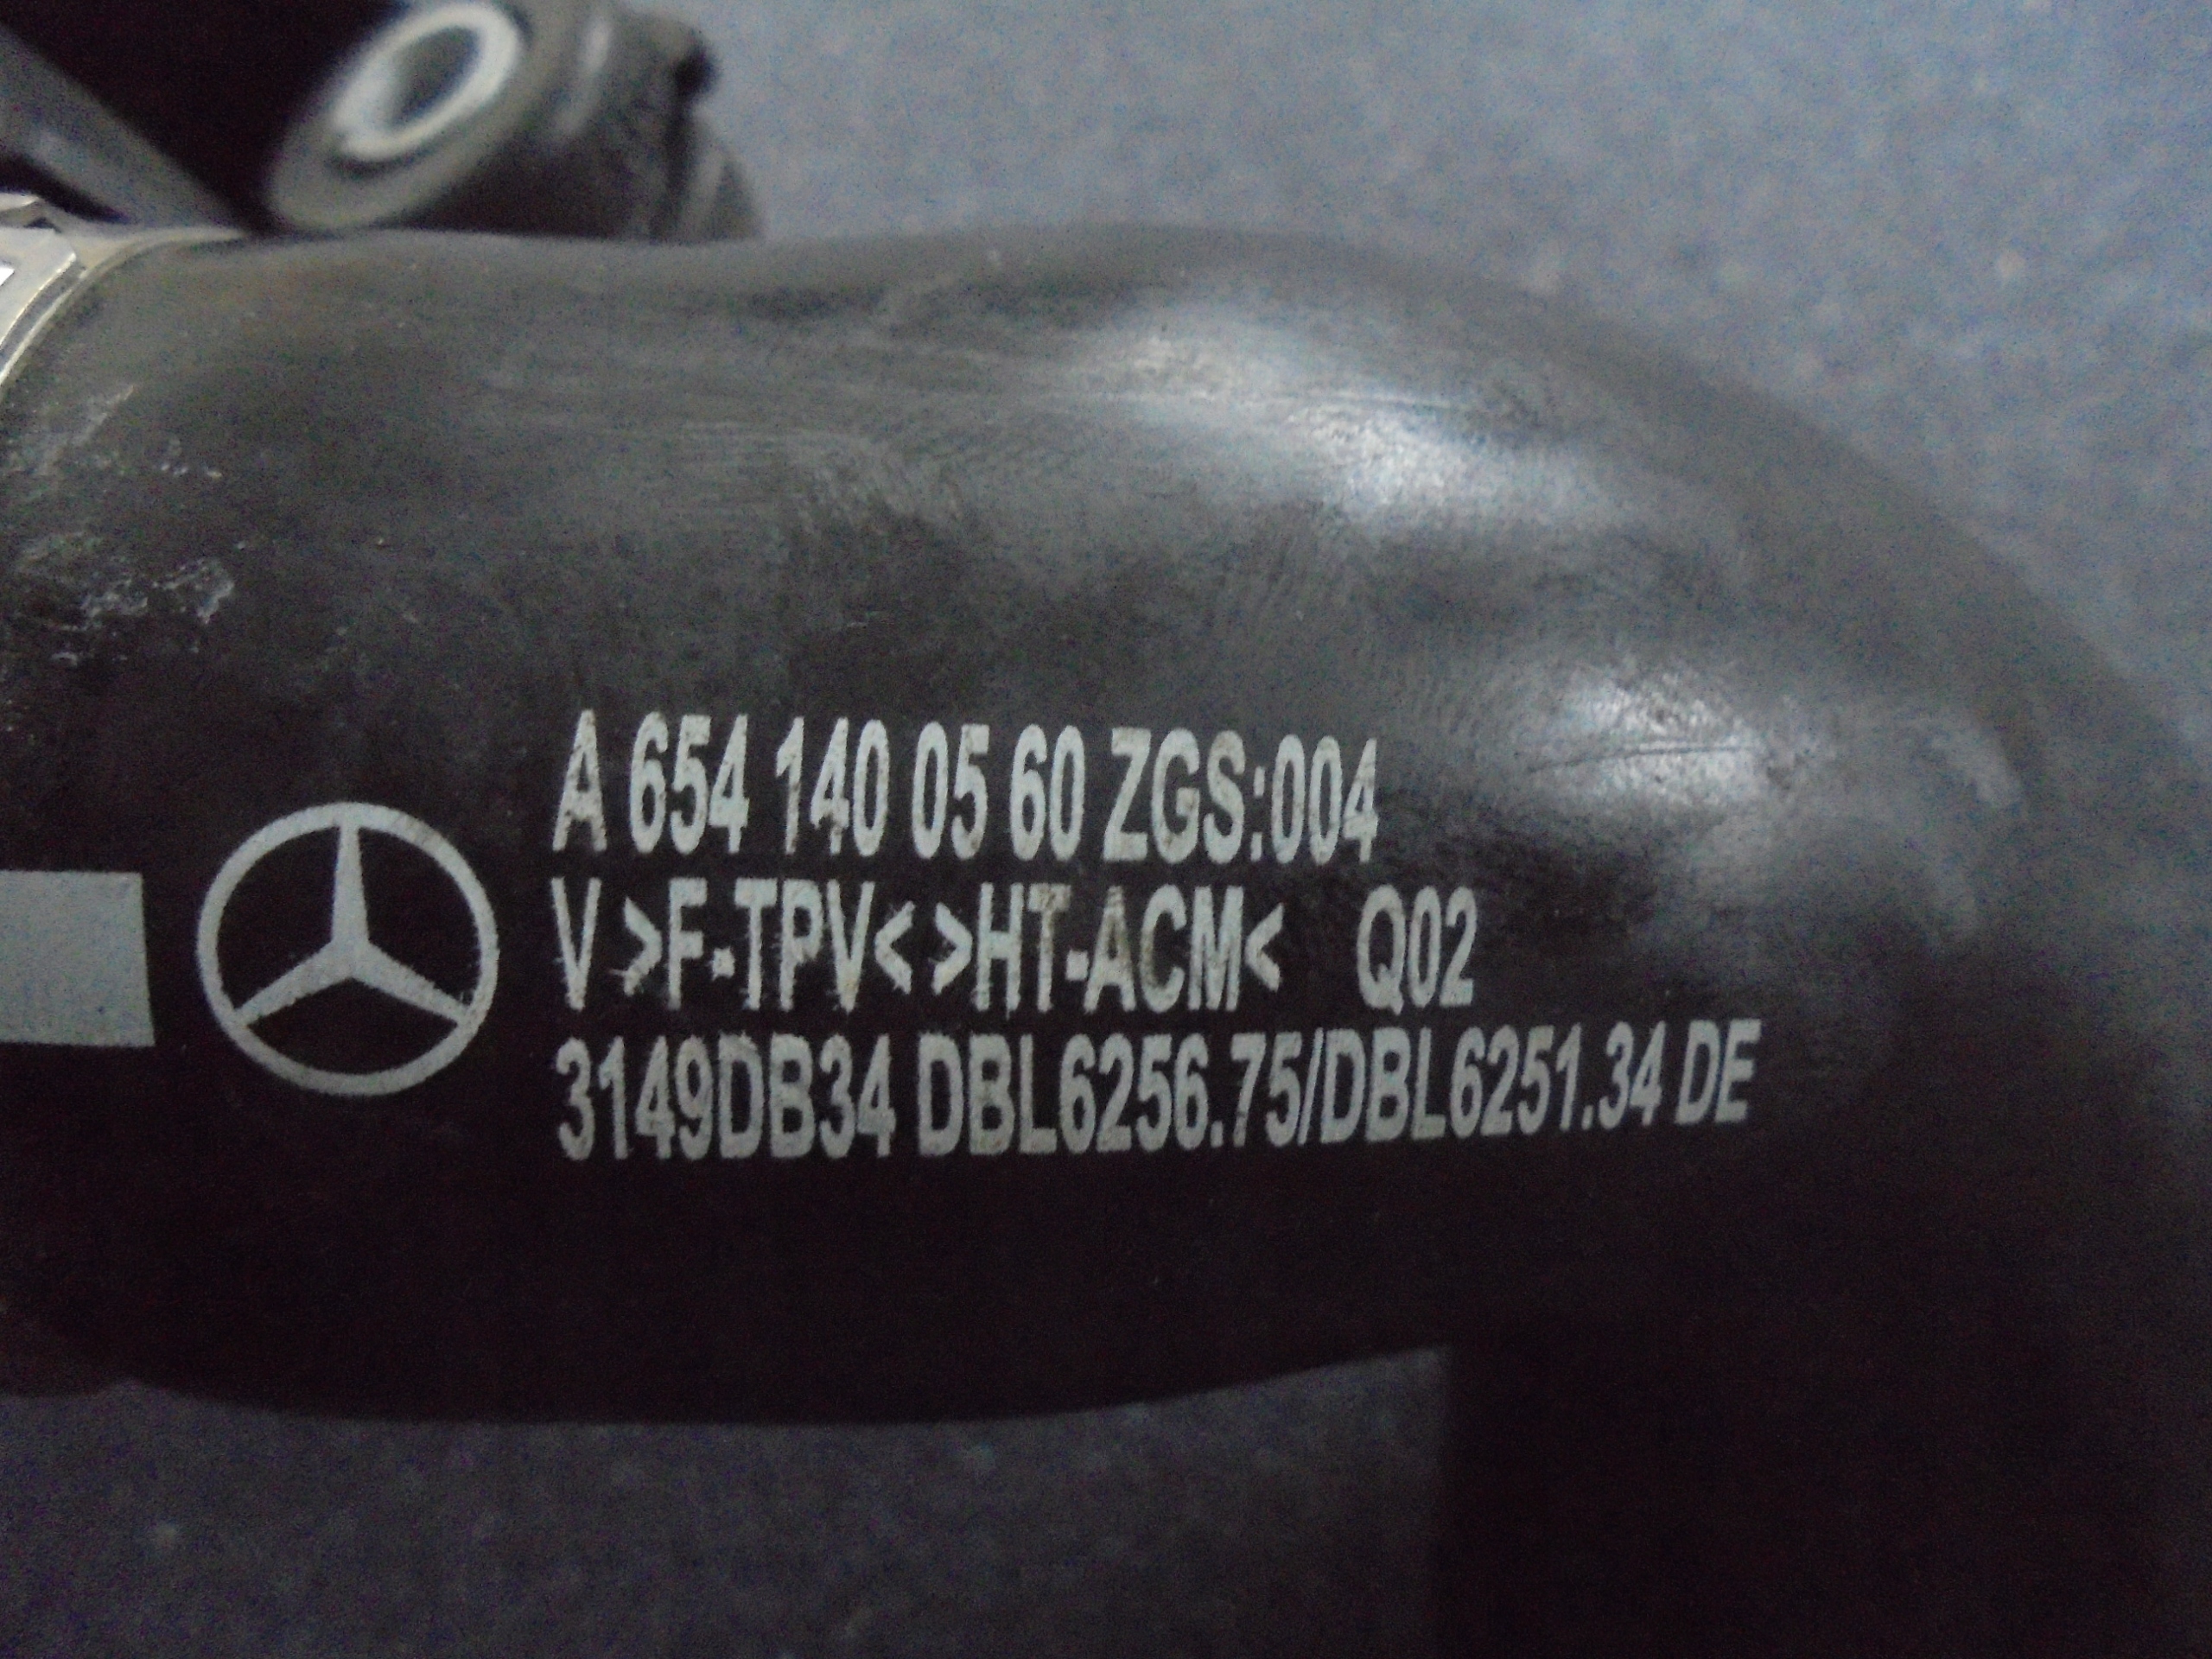 A 654 140 05 60 ZGS:004
V >F-TPV< >HT-ACM< Q02
3149DB34 DBL6256.75/DBL6251.34 DE